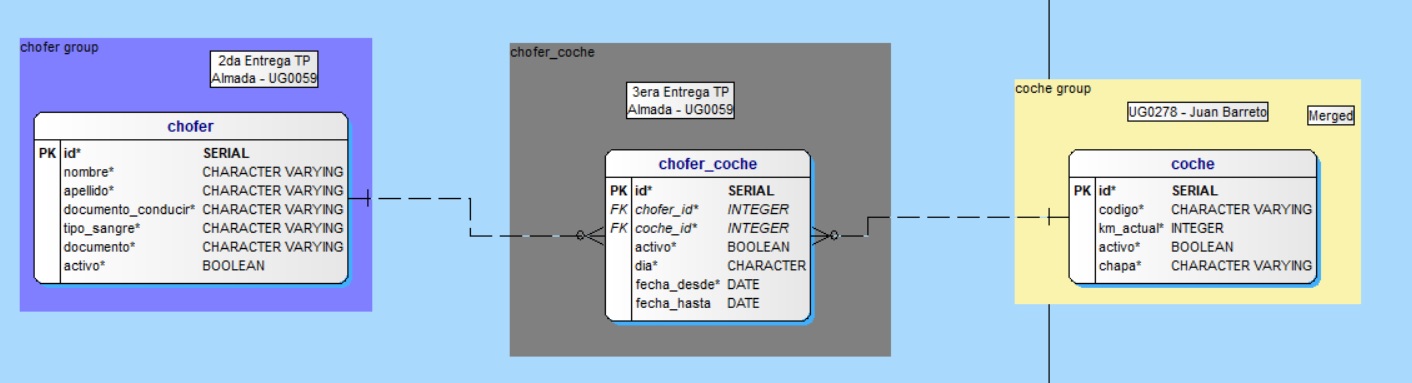 chofer group
2da Entrega TP
Almada - UG0059
chofer
PK id* SERIAL
nombre* CHARACTER VARYING
apellido* CHARACTER VARYING
documento_conducir* CHARACTER VARYING
tipo_sangre* CHARACTER VARYING
documento* CHARACTER VARYING
activo* BOOLEAN
chofer_coche
3era Entrega TP
Almada - UG0059
chofer_coche
PK id* SERIAL
FK chofer_id* INTEGER
FK coche_id* INTEGER
activo* BOOLEAN
dia* CHARACTER
fecha_desde* DATE
fecha_hasta DATE
coche group
UG0278 - Juan Barreto
Merged
coche
PK id* SERIAL
codigo* CHARACTER VARYING
km_actual* INTEGER
activo* BOOLEAN
chapa* CHARACTER VARYING